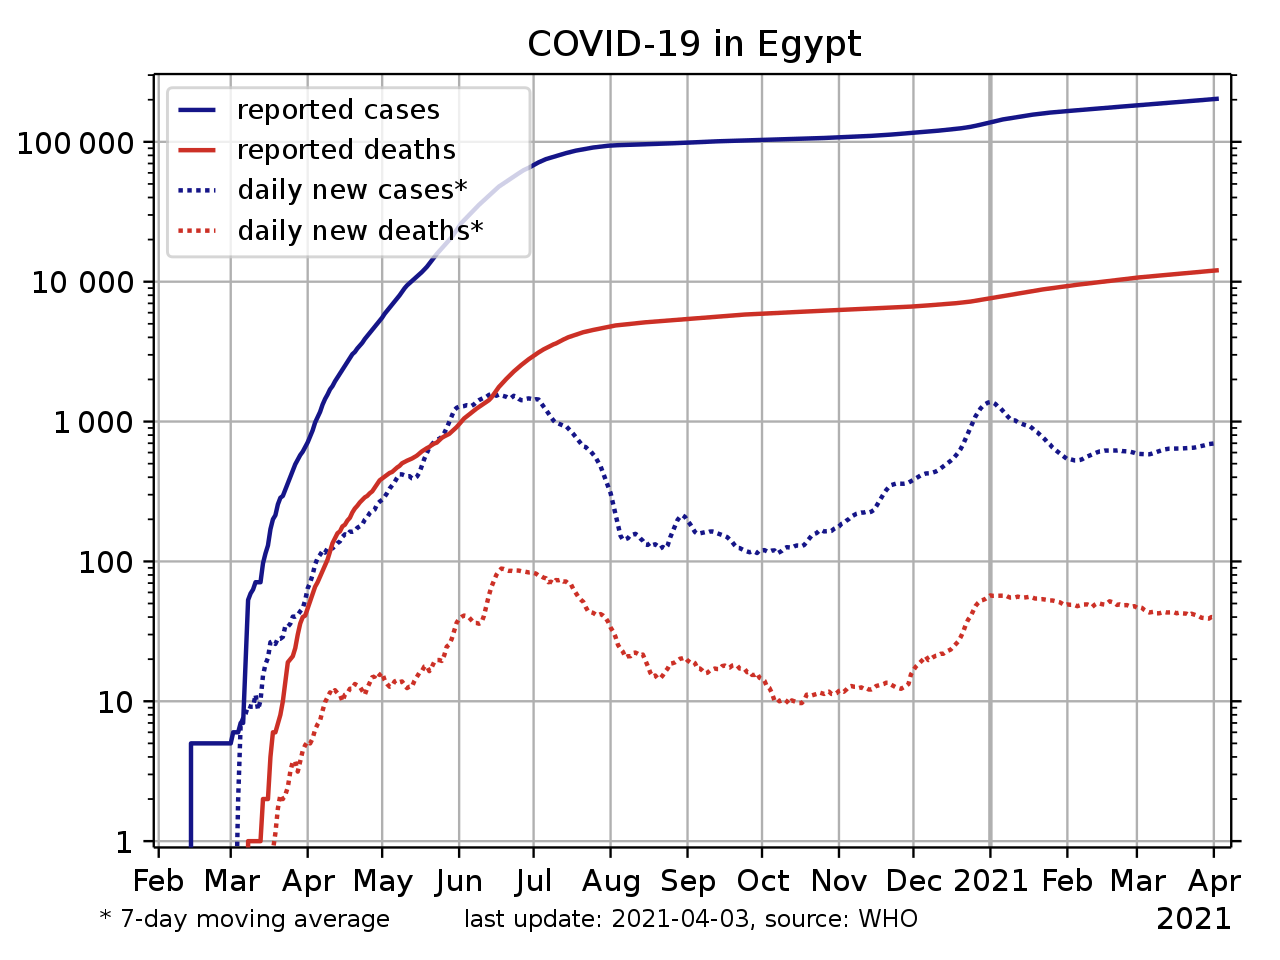 COVID-19 in Egypt
reported cases
reported deaths
daily new cases*
daily new deaths*
100 000
10 000
1 000
100
10
1
Feb Mar Apr May Jun Jul Aug Sep Oct Nov Dec 2021 Feb Mar Apr
* 7-day moving average last update: 2021-04-03, source: WHO 2021